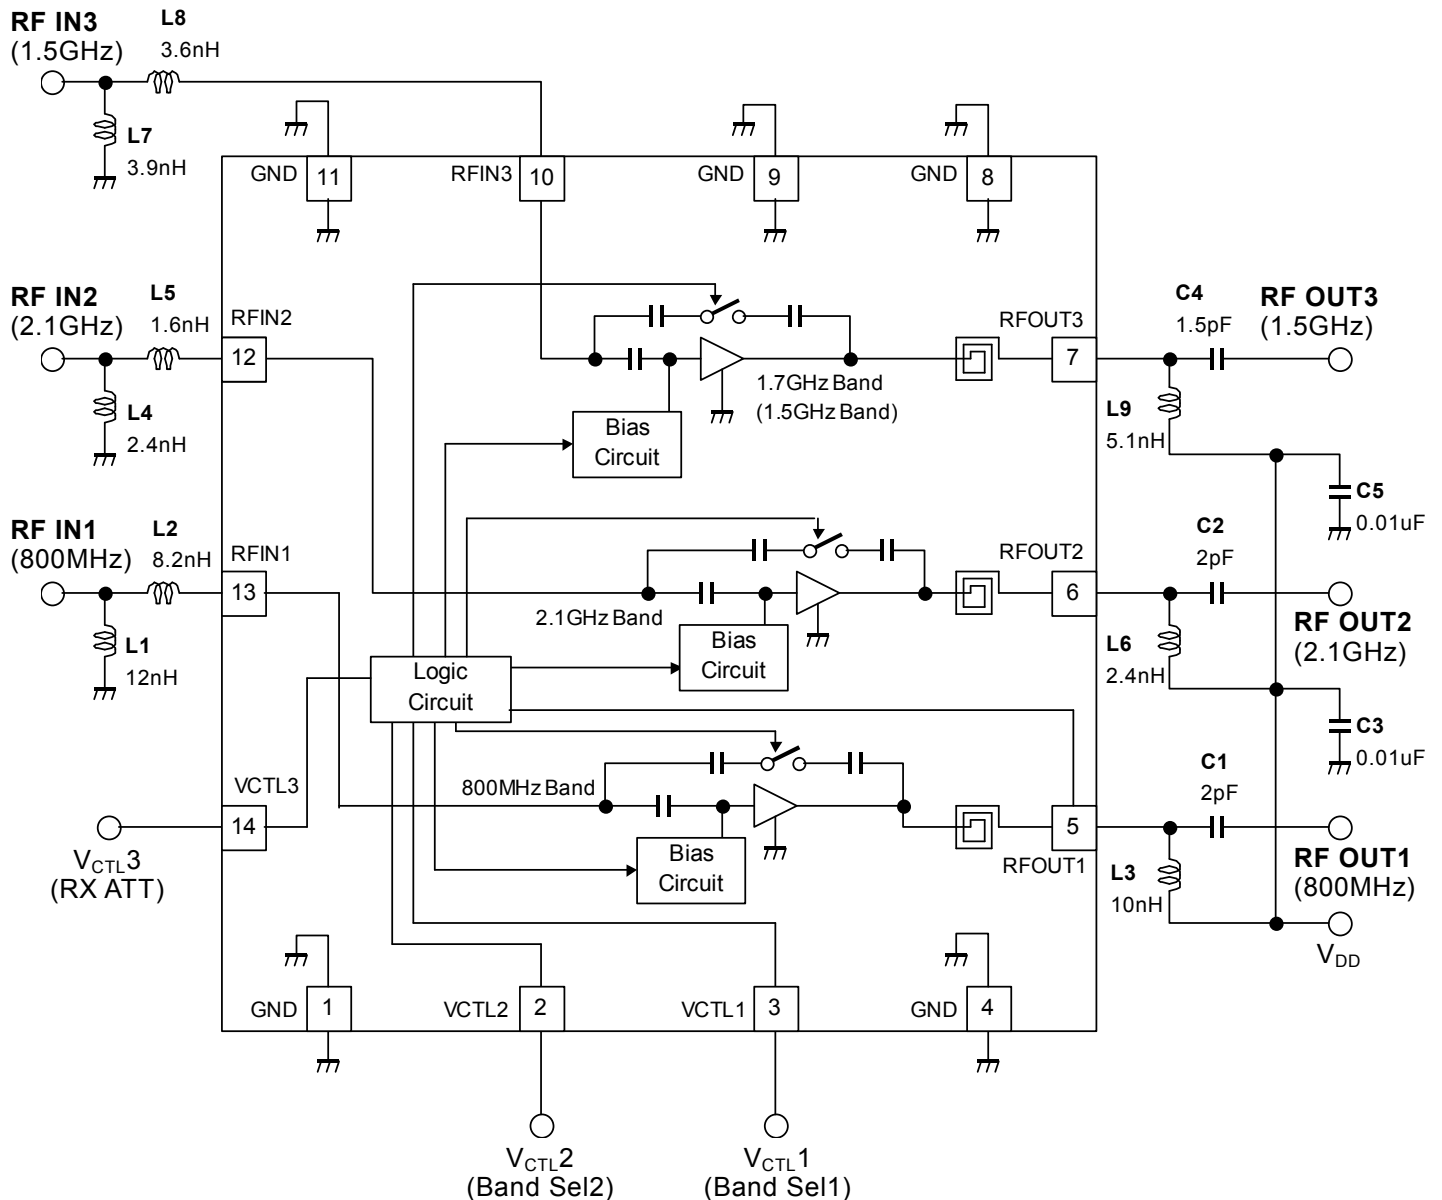 RF IN3
(1.5GHz)
L8
3.6nH
L7
3.9nH
GND
11
RFIN3
10
GND
9
GND
8
RF IN2
(2.1GHz)
L5
1.6nH
RFIN2
12
L4
2.4nH
1.7GHz Band
(1.5GHz Band)
Bias
Circuit
RFOUT3
7
C4
1.5pF
RF OUT3
(1.5GHz)
L9
5.1nH
C5
0.01uF
RF IN1
(800MHz)
L2
8.2nH
RFIN1
13
L1
12nH
2.1GHz Band
Bias
Circuit
RFOUT2
6
C2
2pF
RF OUT2
(2.1GHz)
L6
2.4nH
C3
0.01uF
Logic
Circuit
VCTL3
14
VCTL3
(RX ATT)
800MHz Band
Bias
Circuit
5
RFOUT1
C1
2pF
RF OUT1
(800MHz)
L3
10nH
VDD
GND
1
VCTL2
2
VCTL1
3
GND
4
VCTL2
(Band Sel2)
VCTL1
(Band Sel1)